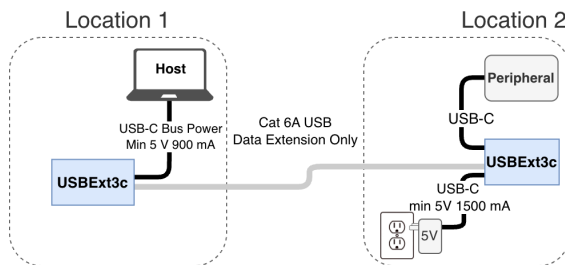 Location 1
Location 2
Host
Peripheral
USB-C Bus Power
Min 5 V 900 mA
Cat 6A USB
Data Extension Only
USB-C
USBExt3c
USBExt3c
USB-C
min 5V 1500 mA
5V